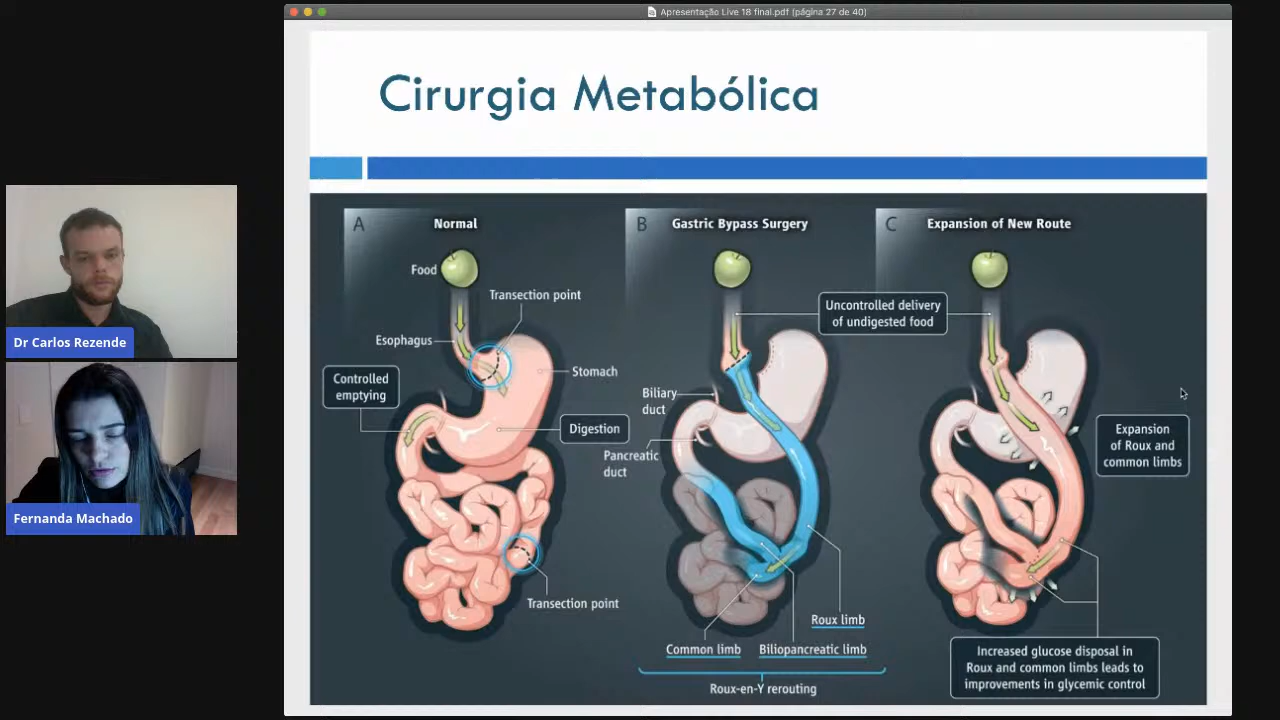 Apresentação Live 18 final.pdf (página 27 de 40)
Cirurgia Metabólica
A
Normal
Food
Transection point
Esophagus
Stomach
Controlled
emptying
Digestion
Transection point
B
Gastric Bypass Surgery
Uncontrolled delivery
of undigested food
Biliary
duct
Pancreatic
duct
Roux limb
Common limb
Biliopancreatic limb
Roux-en-Y rerouting
C
Expansion of New Route
Expansion
of Roux and
common limbs
Increased glucose disposal in
Roux and common limbs leads to
improvements in glycemic control
Dr Carlos Rezende
Fernanda Machado